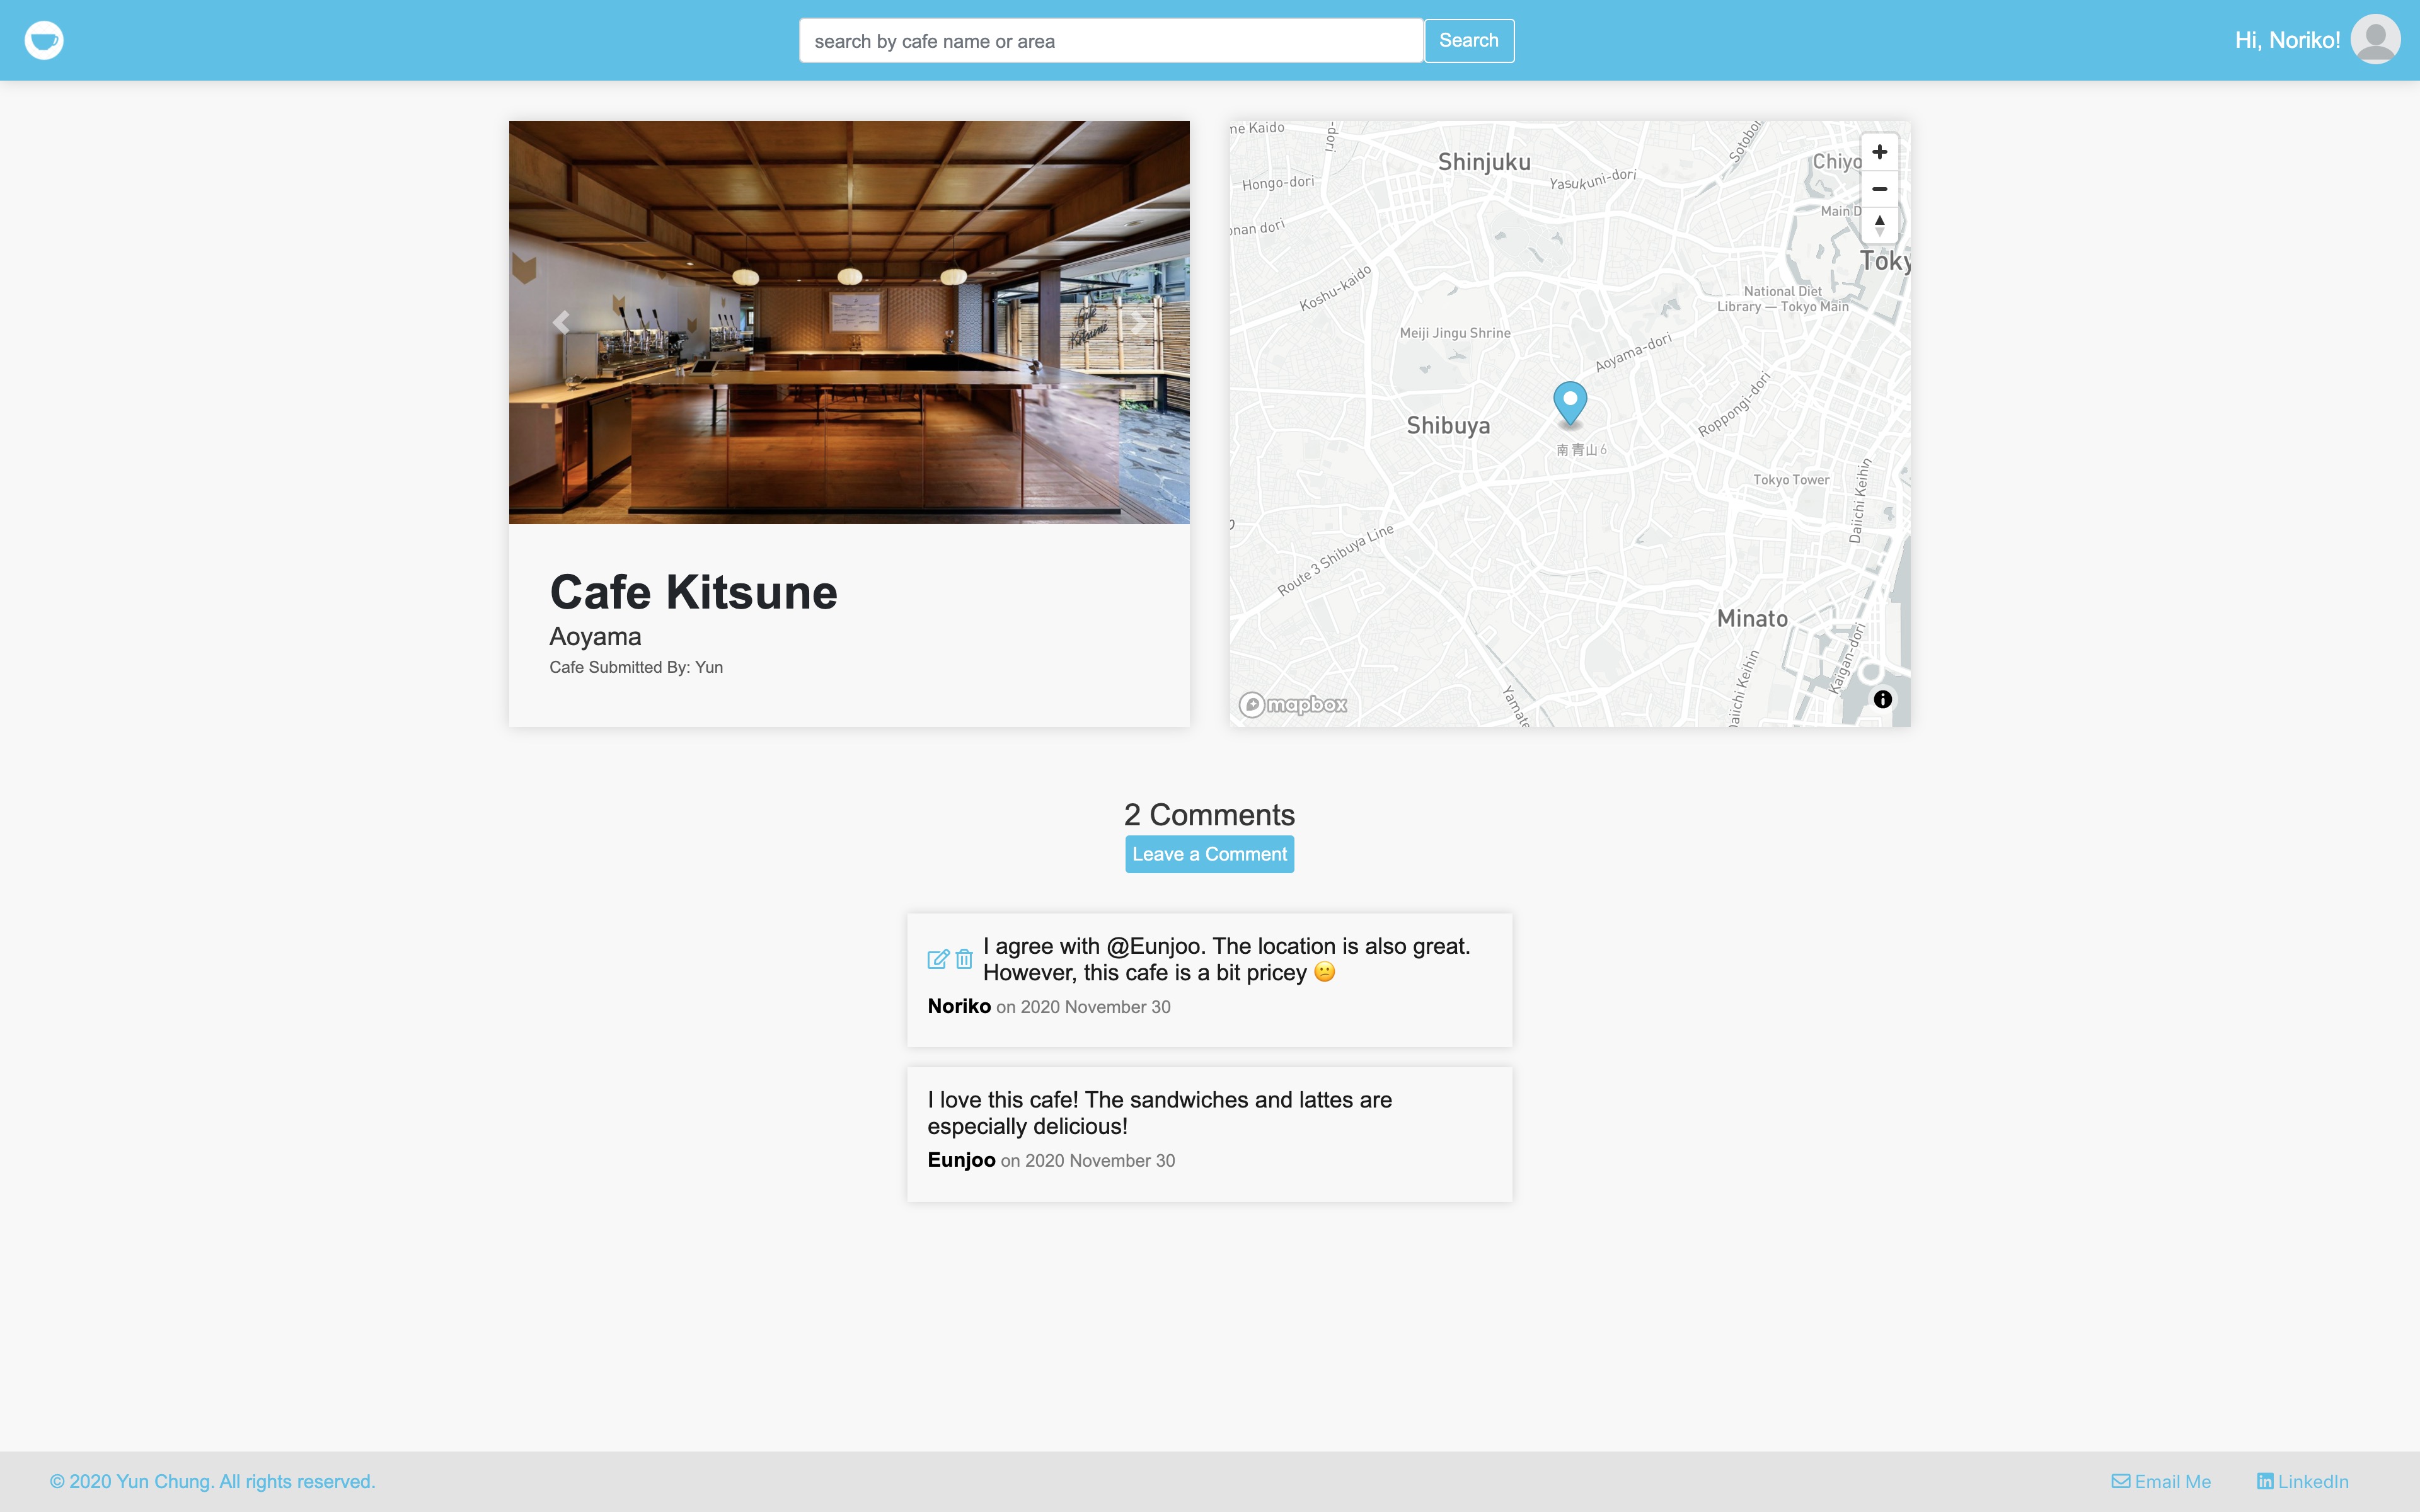 search by cafe name or area
Search
Hi, Noriko!
Café
Kitsuné
Cafe Kitsune
Aoyama
Cafe Submitted By: Yun
ne Kaido
-dori
Shinjuku
Yasukuni-dori
Hongo-dori
onan dori
Koshu-kaido
Meiji Jingu Shrine
Chiyo
Main D
Toky
National Diet
Library — Tokyo Main
Aoyama-dori
Roppongi-dori
Shibuya
南青山6
Tokyo Tower
Daiichi Keihin
Route 3 Shibuya Line
Minato
Kaigan-dori
Daiichi Keihin
Yamate
mapbox
2 Comments
Leave a Comment
I agree with @Eunjoo. The location is also great.
However, this cafe is a bit pricey 😕
Noriko on 2020 November 30
I love this cafe! The sandwiches and lattes are
especially delicious!
Eunjoo on 2020 November 30
© 2020 Yun Chung. All rights reserved.
Email Me
LinkedIn